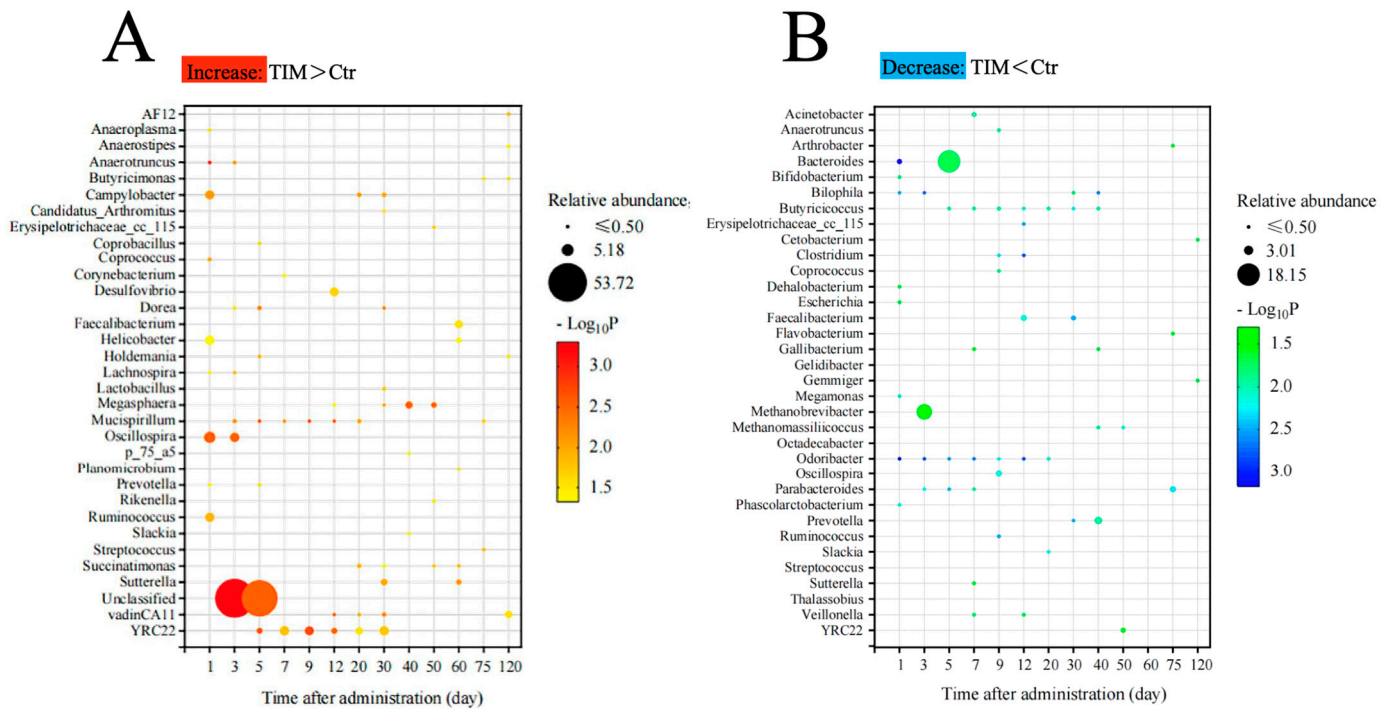 A
Increase: TIM＞Ctr
AF12
Anaeroplasma
Anaerostipes
Anaerotruncus
Butyricimonas
Campylobacter
Candidatus_Arthromitus
Erysipelotrichaceae_cc_115
Coprobacillus
Coprococcus
Corynebacterium
Desulfovibrio
Dorea
Faecalibacterium
Helicobacter
Holdemania
Lachnospira
Lactobacillus
Megasphaera
Mucispirillum
Oscillospira
p_75_a5
Planomicrobium
Prevotella
Rikenella
Ruminococcus
Slackia
Streptococcus
Succinatimonas
Sutterella
Unclassified
vadinCA11
YRC22
1 3 5 7 9 12 20 30 40 50 60 75 120
Time after administration (day)
Relative abundance
≤0.50
5.18
53.72
- Log10P
3.0
2.5
2.0
1.5
B
Decrease: TIM＜Ctr
Acinetobacter
Anaerotruncus
Arthrobacter
Bacteroides
Bifidobacterium
Bilophila
Butyricicoccus
Erysipelotrichaceae_cc_115
Cetobacterium
Clostridium
Coprococcus
Dehalobacterium
Escherichia
Faecalibacterium
Flavobacterium
Gallibacterium
Gelidibacter
Gemmiger
Megamonas
Methanobrevibacter
Methanomassiliicoccus
Octadecabacter
Odoribacter
Oscillospira
Parabacteroides
Phascolarctobacterium
Prevotella
Ruminococcus
Slackia
Streptococcus
Sutterella
Thalassobius
Veillonella
YRC22
1 3 5 7 9 12 20 30 40 50 60 75 120
Time after administration (day)
Relative abundance
≤0.50
3.01
18.15
- Log10P
1.5
2.0
2.5
3.0